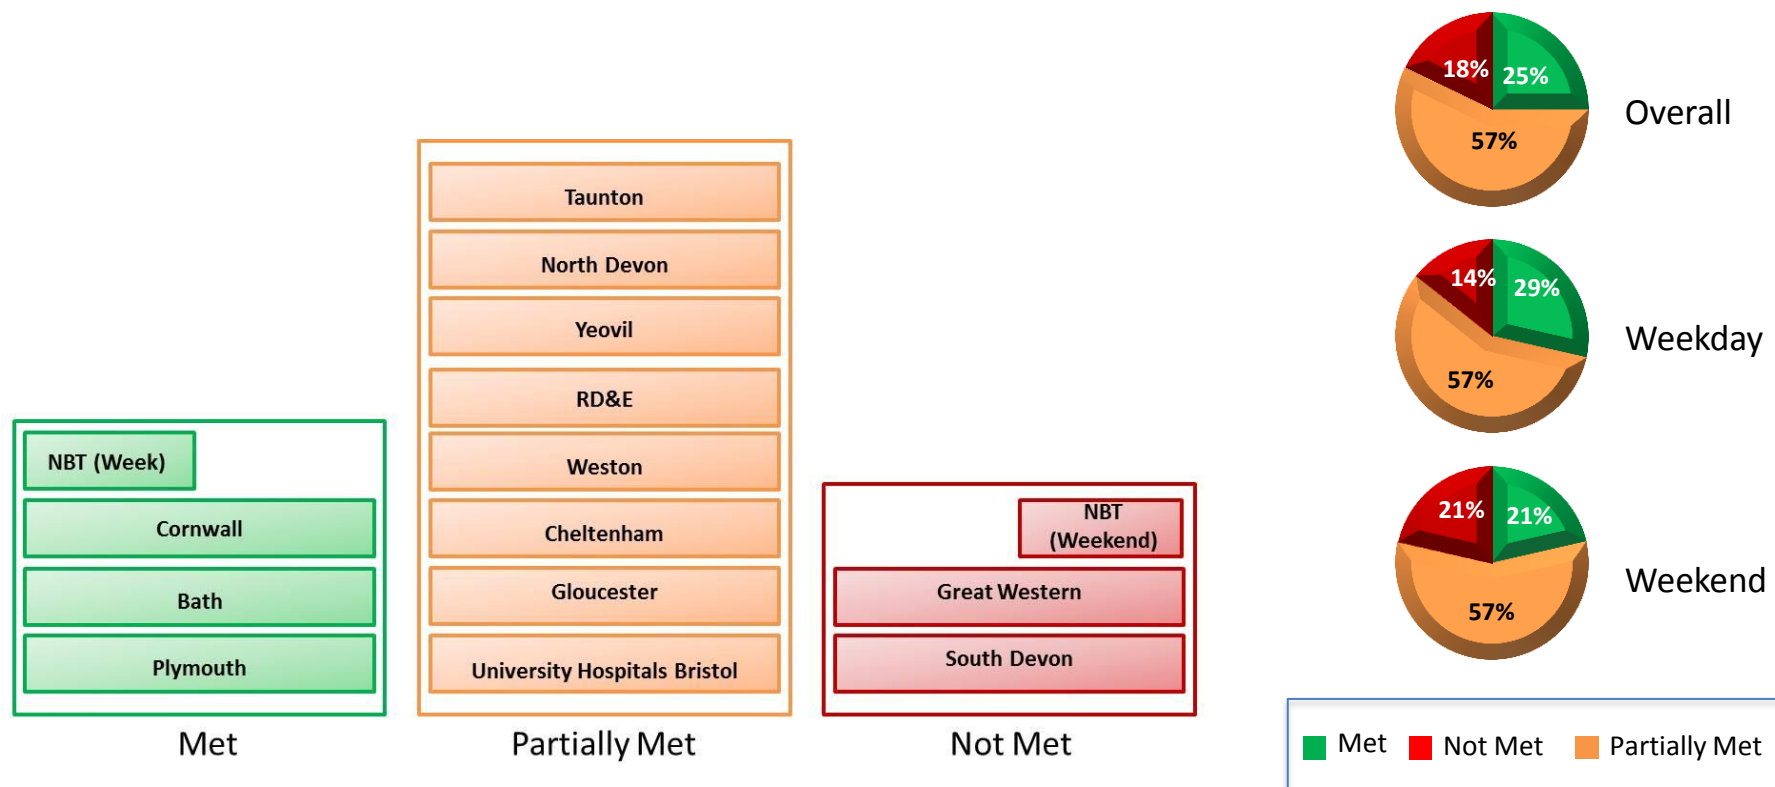 NBT (Week)
Cornwall
Bath
Plymouth
Met
Taunton
North Devon
Yeovil
RD&E
Weston
Cheltenham
Gloucester
University Hospitals Bristol
Partially Met
NBT
(Weekend)
Great Western
South Devon
Not Met
18%
25%
57%
Overall
14%
29%
57%
Weekday
21%
21%
57%
Weekend
Met
Not Met
Partially Met